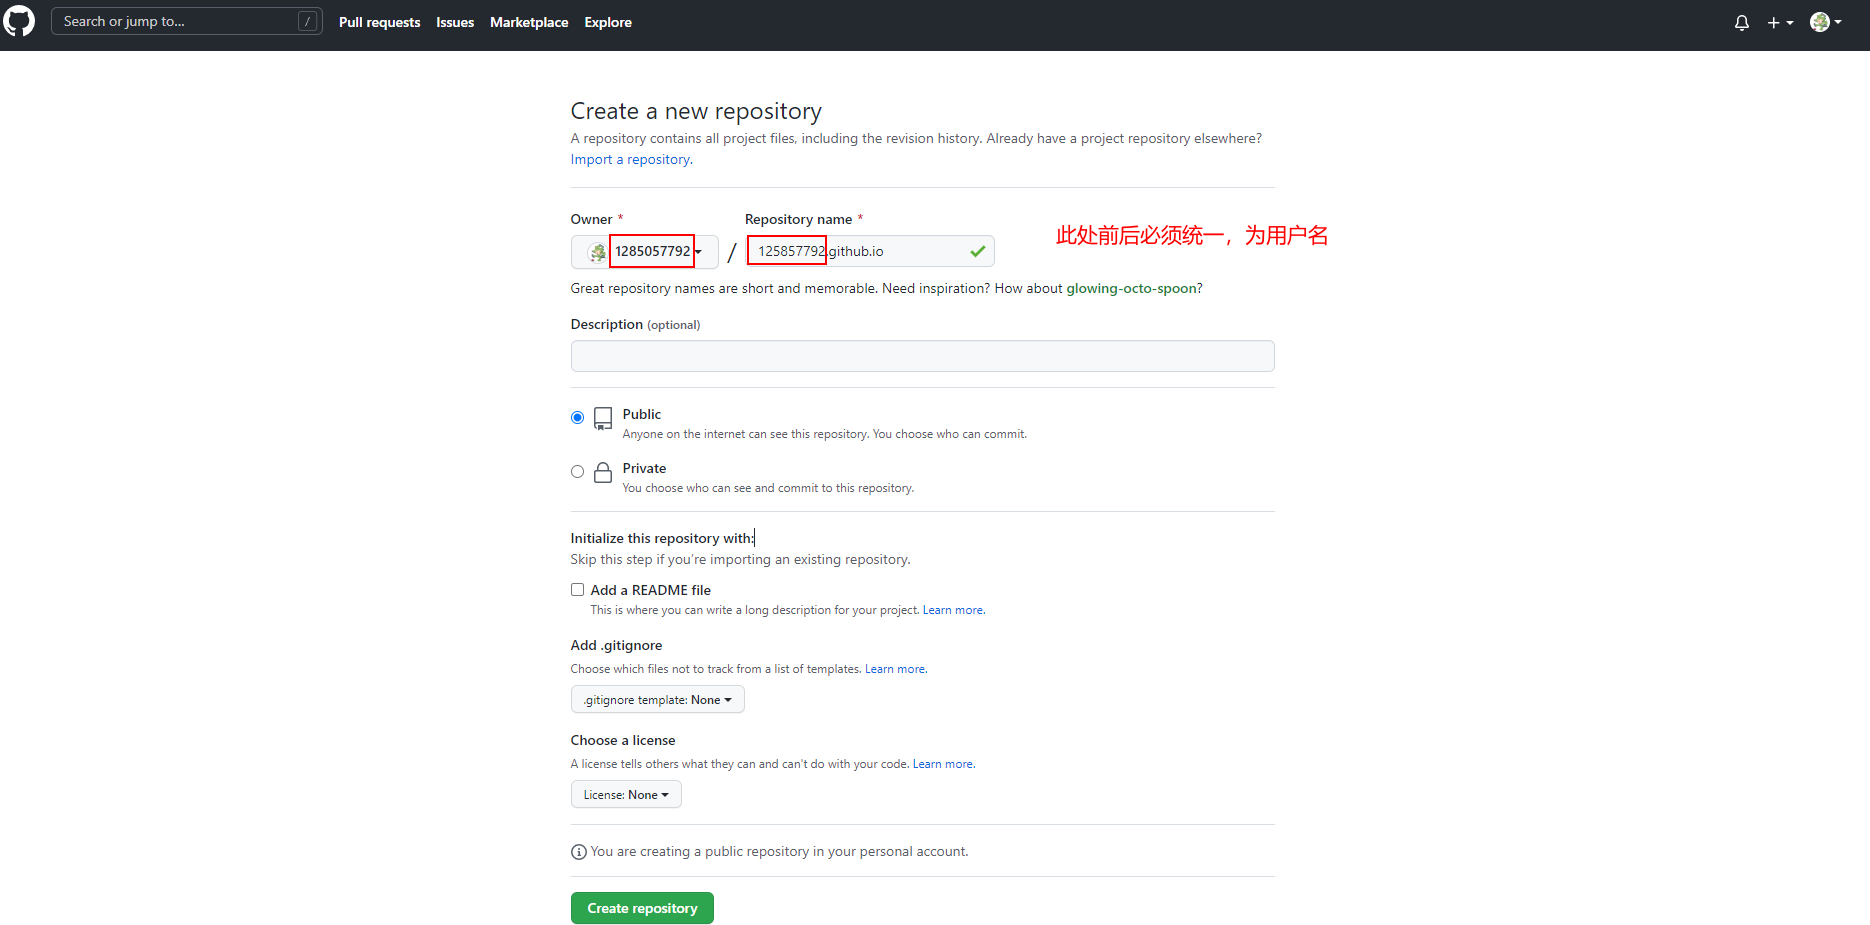 Search or jump to... /
Pull requests Issues Marketplace Explore
Create a new repository
A repository contains all project files, including the revision history. Already have a project repository elsewhere?
Import a repository.
Owner * Repository name *
1285057792 / 125857792.github.io
此处前后必须统一，为用户名
Great repository names are short and memorable. Need inspiration? How about glowing-octo-spoon?
Description (optional)
Public
Anyone on the internet can see this repository. You choose who can commit.
Private
You choose who can see and commit to this repository.
Initialize this repository with:
Skip this step if you're importing an existing repository.
Add a README file
This is where you can write a long description for your project. Learn more.
Add .gitignore
Choose which files not to track from a list of templates. Learn more.
.gitignore template: None
Choose a license
A license tells others what they can and can't do with your code. Learn more.
License: None
You are creating a public repository in your personal account.
Create repository